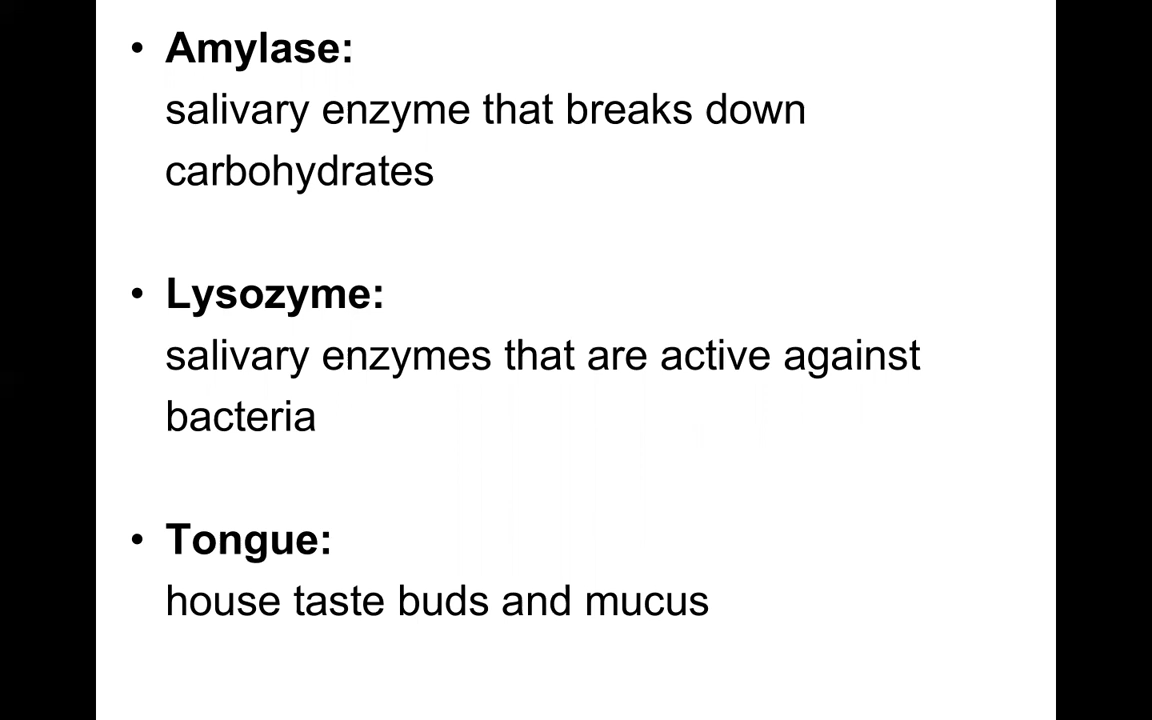 • Amylase:
salivary enzyme that breaks down
carbohydrates
• Lysozyme:
salivary enzymes that are active against
bacteria
• Tongue:
house taste buds and mucus